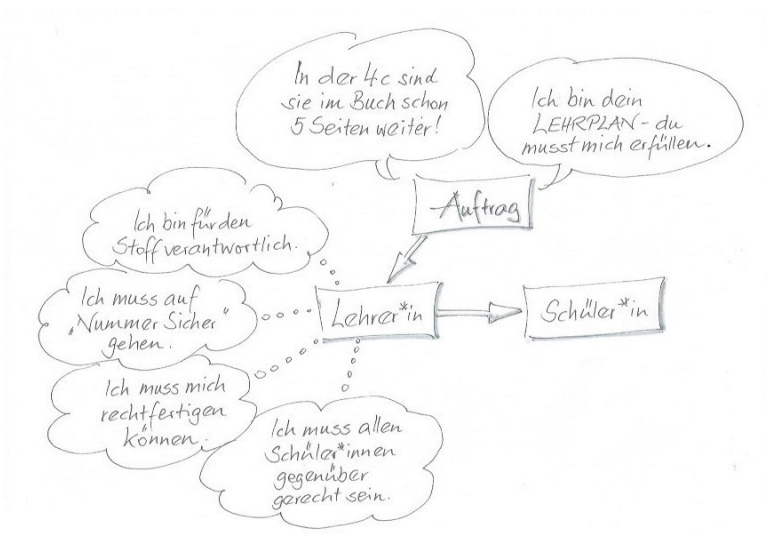 In der 4c sind
sie im Buch schon
5 Seiten weiter!
Ich bin dein
LEHRPLAN - du
musst mich erfüllen.
Auftrag
Ich bin für den
Stoff verantwortlich.
Ich muss auf
„Nummer Sicher"
gehen.
Lehrer*in
Schüler*in
Ich muss mich
rechtfertigen
können.
Ich muss allen
Schüler*innen
gegenüber
gerecht sein.